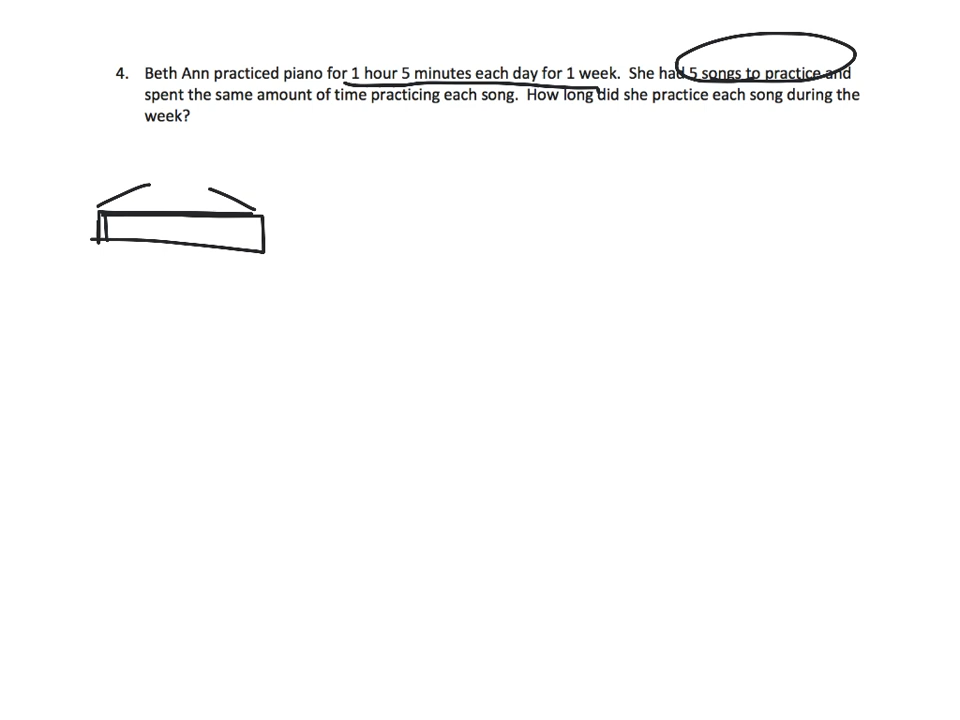 4. Beth Ann practiced piano for 1 hour 5 minutes each day for 1 week. She had 5 songs to practice and
spent the same amount of time practicing each song. How long did she practice each song during the
week?